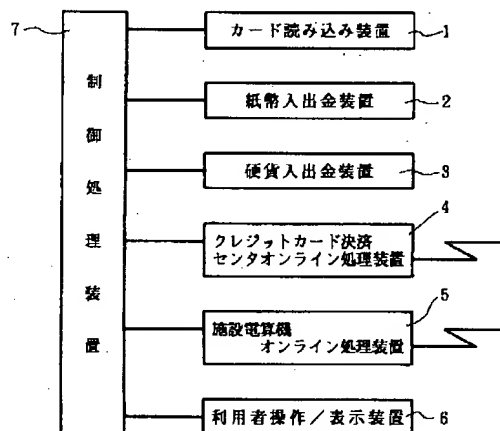 7
制御処理装置
カード読み込み装置
1
紙幣入出金装置
2
硬貨入出金装置
3
クレジットカード決済
センタオンライン処理装置
4
施設電算機
オンライン処理装置
5
利用者操作/表示装置
6